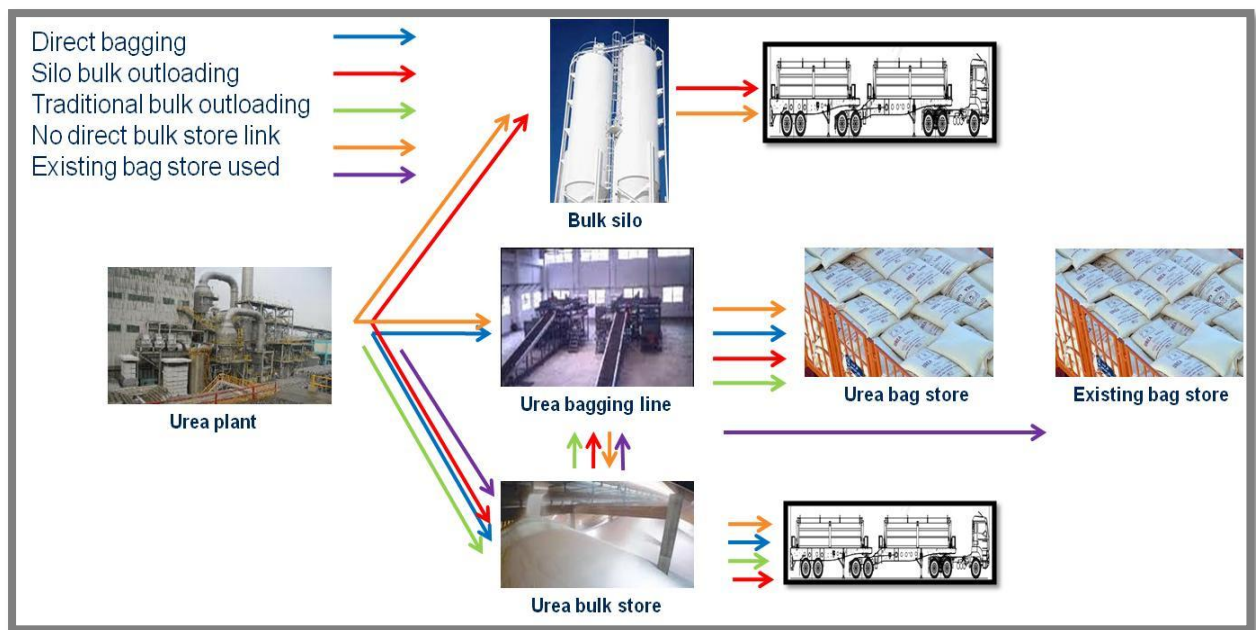 Direct bagging
Silo bulk outloading
Traditional bulk outloading
No direct bulk store link
Existing bag store used
Bulk silo
Urea plant
Urea bagging line
Urea bag store
Existing bag store
Urea bulk store